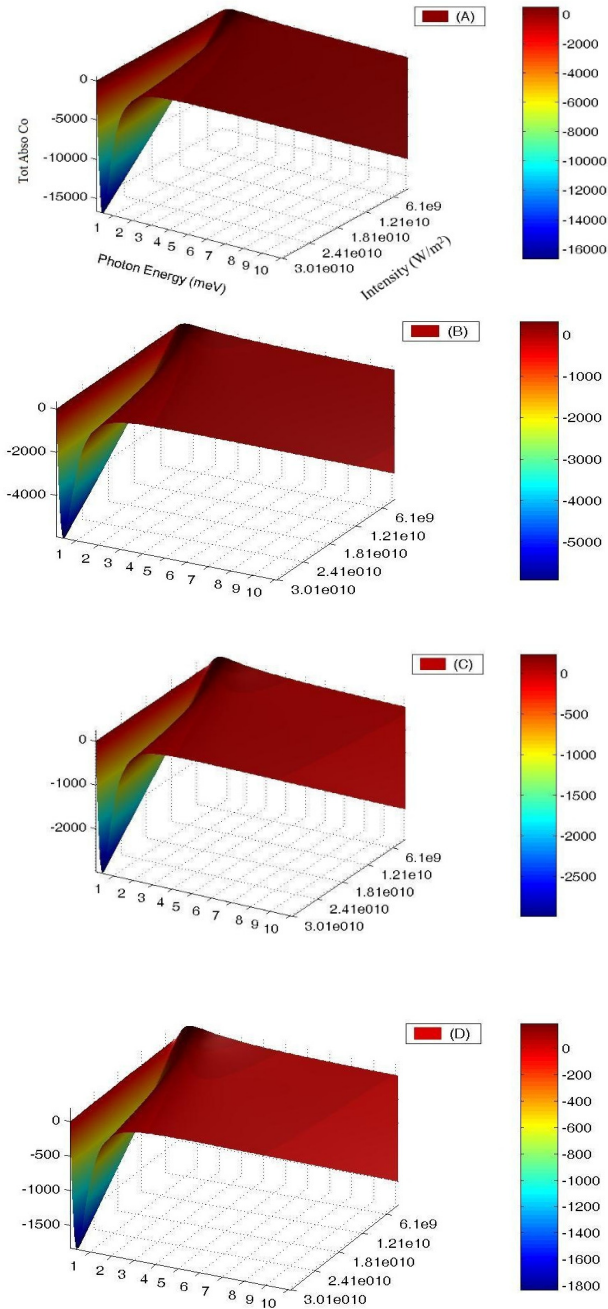 (A)
0
-5000
-10000
-15000
Tot Abso Co
1 2 3 4 5 6 7 8 9 10
Photon Energy (meV)
6.1e9
1.21e10
1.81e010
2.41e010
3.01e010
Intensity (W/m²)
0
-2000
-4000
-6000
-8000
-10000
-12000
-14000
-16000
(B)
0
-2000
-4000
1 2 3 4 5 6 7 8 9 10
6.1e9
1.21e10
1.81e010
2.41e010
3.01e010
0
-1000
-2000
-3000
-4000
-5000
(C)
0
-1000
-2000
1 2 3 4 5 6 7 8 9 10
6.1e9
1.21e10
1.81e010
2.41e010
3.01e010
0
-500
-1000
-1500
-2000
-2500
(D)
0
-500
-1000
-1500
1 2 3 4 5 6 7 8 9 10
6.1e9
1.21e10
1.81e010
2.41e010
3.01e010
0
-200
-400
-600
-800
-1000
-1200
-1400
-1600
-1800